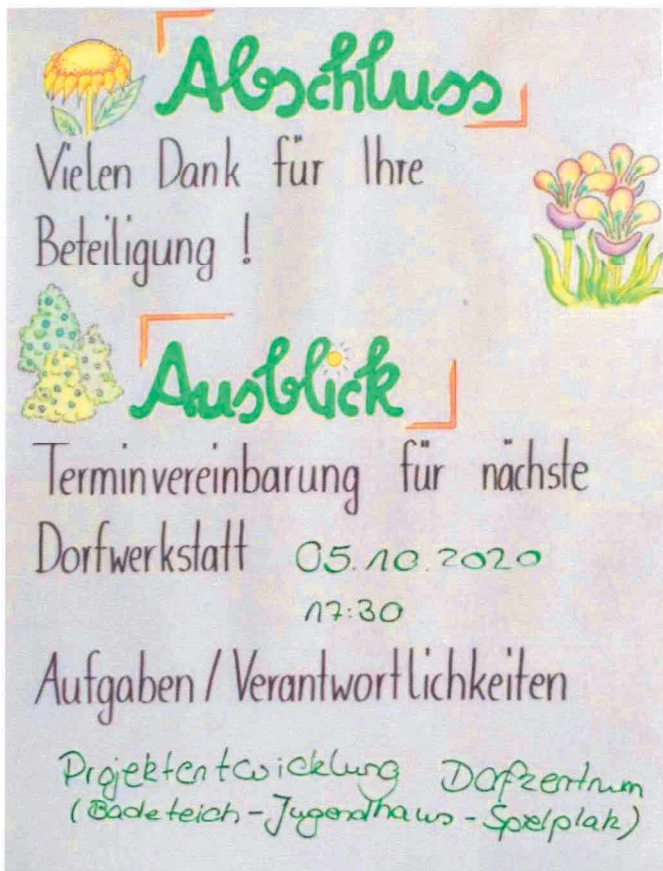 Abschluss
Vielen Dank für Ihre
Beteiligung !
Ausblick
Terminvereinbarung für nächste
Dorfwerkstatt 05.10.2020
17:30
Aufgaben / Verantwortlichkeiten
Projektentwicklung Dofzentrum
(Badeteich - Jugendhaus - Spielplatz)